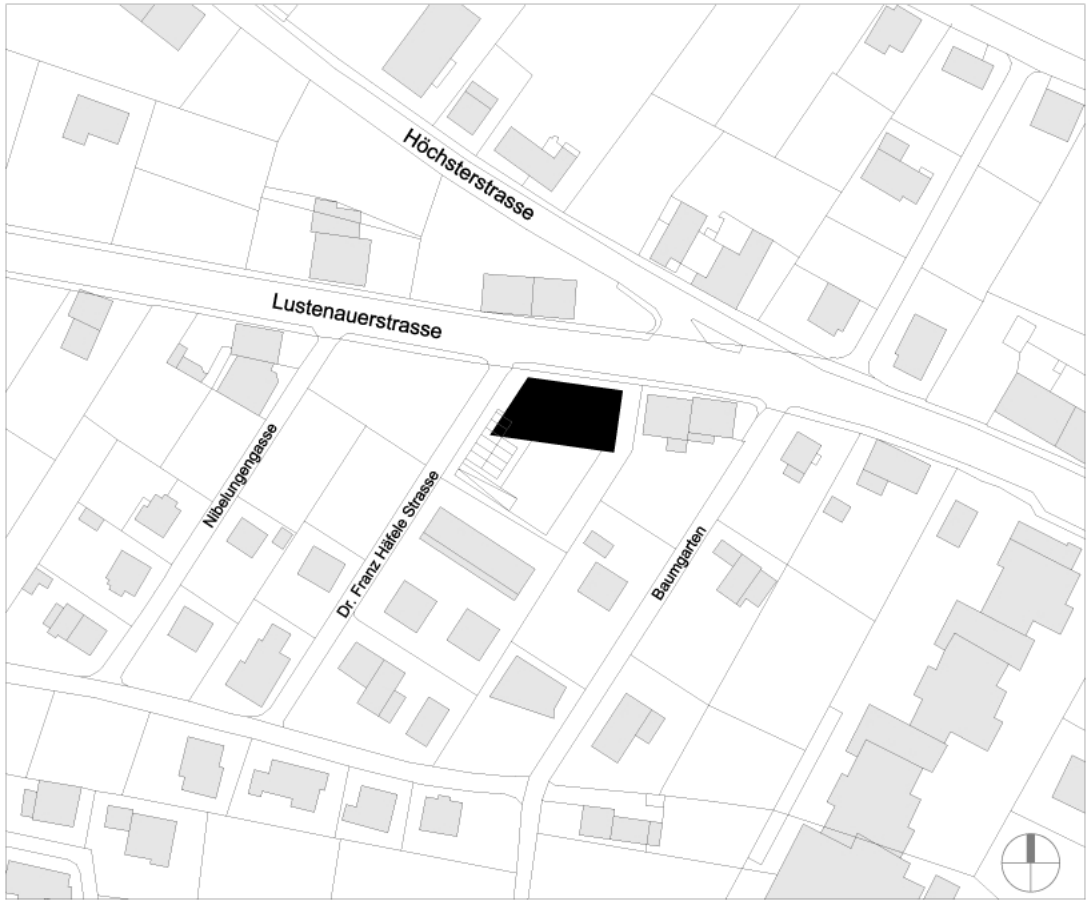 Höchsterstrasse
Lustenauerstrasse
Nibelungengasse
Dr. Franz Häfele Strasse
Baumgarten